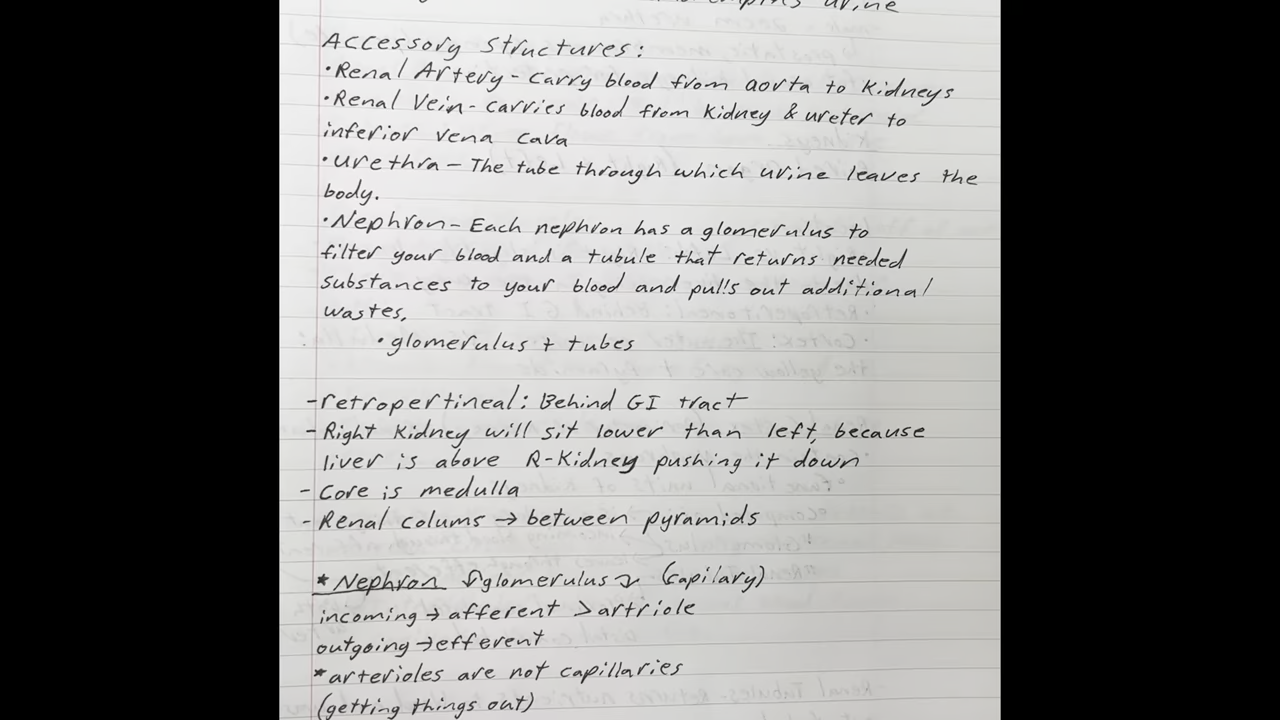 urine
Accessory Structures:
•Renal Artery - Carry blood from aorta to Kidneys
•Renal Vein - carries blood from Kidney & ureter to
inferior vena cava
•urethra - The tube through which urine leaves the
body.
•Nephron - Each nephron has a glomerulus to
filter your blood and a tubule that returns needed
substances to your blood and pulls out additional
wastes.
•glomerulus + tubes
-retropertineal: Behind GI tract
-Right Kidney will sit lower than left, because
liver is above R-Kidney pushing it down
- Core is medulla
- Renal colums → between pyramids
*Nephron glomerulus (capilary)
incoming → afferent > artriole
outgoing → efferent
*arterioles are not capillaries
(getting things out)